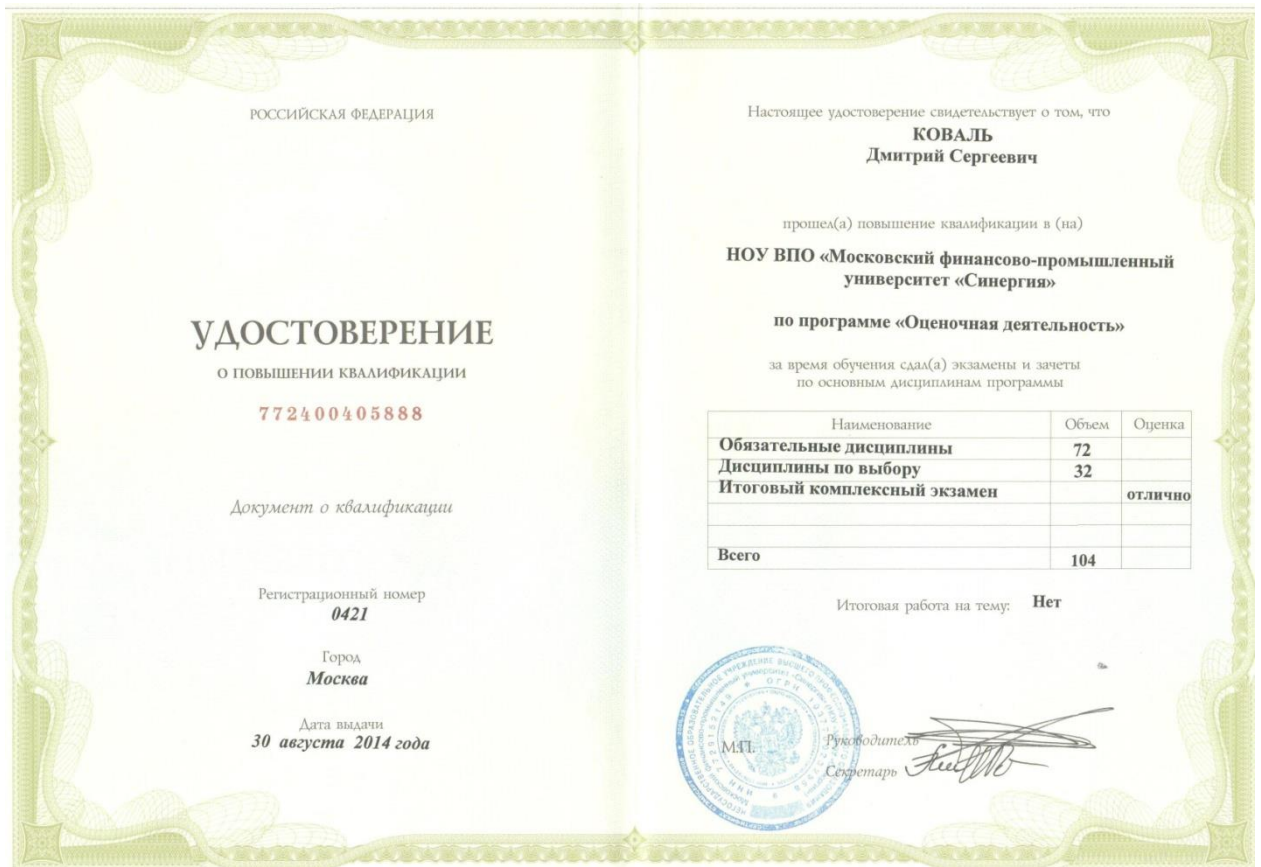 РОССИЙСКАЯ ФЕДЕРАЦИЯ
УДОСТОВЕРЕНИЕ
О ПОВЫШЕНИИ КВАЛИФИКАЦИИ
772400405888
Документ о квалификации
Регистрационный номер
0421
Город
Москва
Дата выдачи
30 августа 2014 года
Настоящее удостоверение свидетельствует о том, что
КОВАЛЬ
Дмитрий Сергеевич
прошел(а) повышение квалификации в (на)
НОУ ВПО «Московский финансово-промышленный
университет «Синергия»
по программе «Оценочная деятельность»
за время обучения сдал(а) экзамены и зачеты
по основным дисциплинам программы
Наименование Объем Оценка
Обязательные дисциплины 72
Дисциплины по выбору 32
Итоговый комплексный экзамен отлично
Всего 104
Итоговая работа на тему: Нет
М.П.
Руководитель
Секретарь